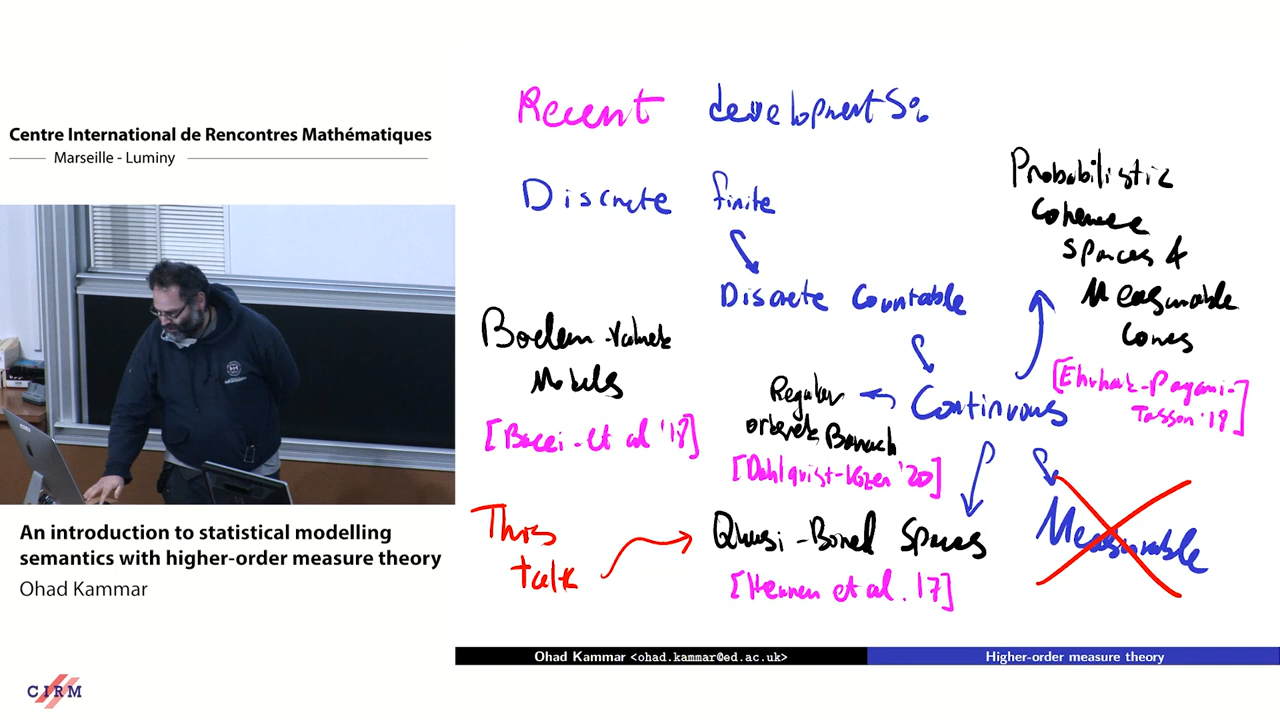 Centre International de Rencontres Mathématiques
Marseille - Luminy
An introduction to statistical modelling
semantics with higher-order measure theory
Ohad Kammar
CIRM
Recent developments:
Discrete finite
Discrete Countable
Continuous
Measurable
Probabilistic
Coherence
Spaces &
Measurable
Cones
[Ehrhard-Pagani-
Tasson '19]
Boolean-valued
Models
[Bacci-et al '18]
Regular
ordered Banach
[Dahlqvist-Kozen '20]
This
talk
Quasi-Borel Spaces
[Heunen et al. 17]
Ohad Kammar <ohad.kammar@ed.ac.uk>
Higher-order measure theory